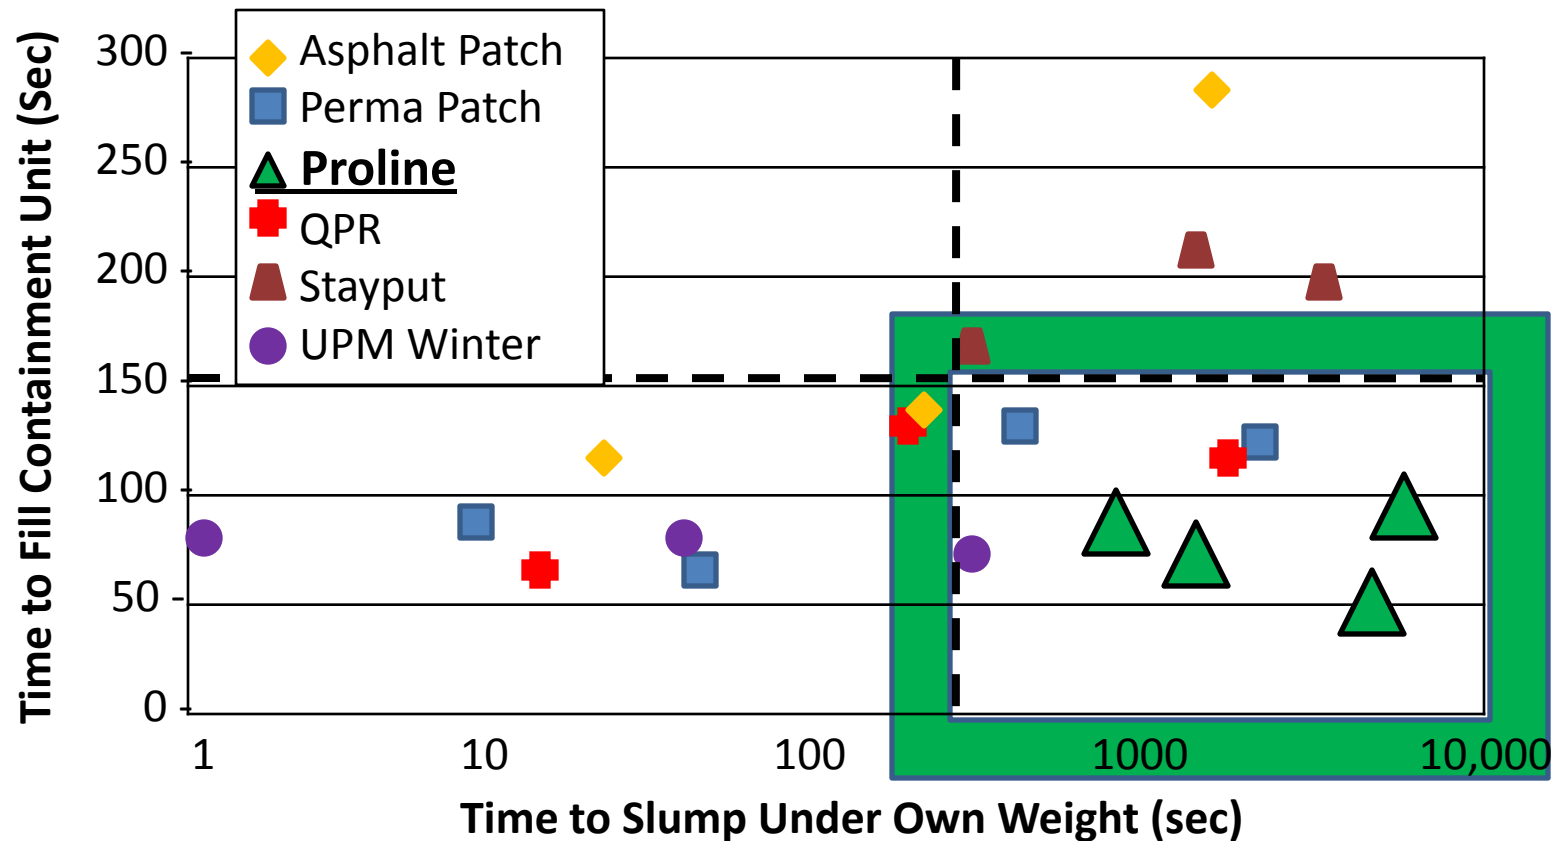 Time to Fill Containment Unit (Sec)
300
250
200
150
100
50
0
Asphalt Patch
Perma Patch
Proline
QPR
Stayput
UPM Winter
1 10 100 1000 10,000
Time to Slump Under Own Weight (sec)